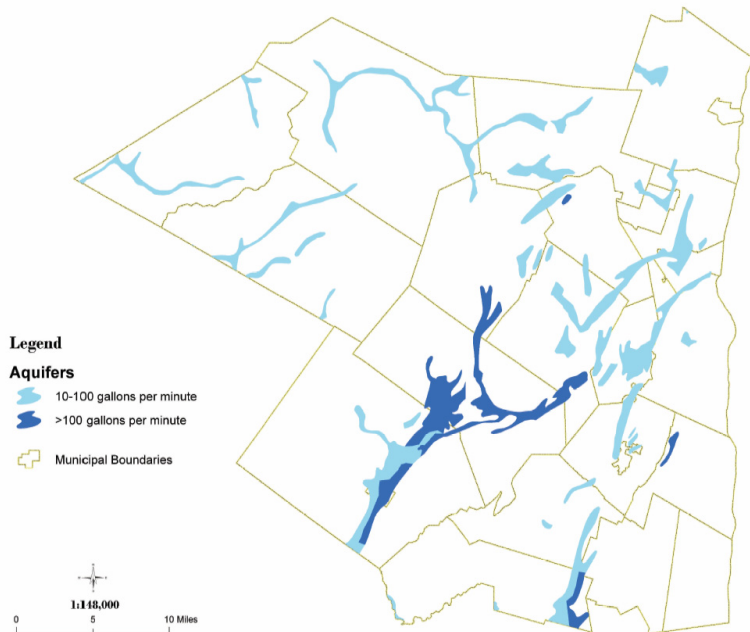 Legend
Aquifers
10-100 gallons per minute
>100 gallons per minute
Municipal Boundaries
1:148,000
0 5 10 Miles